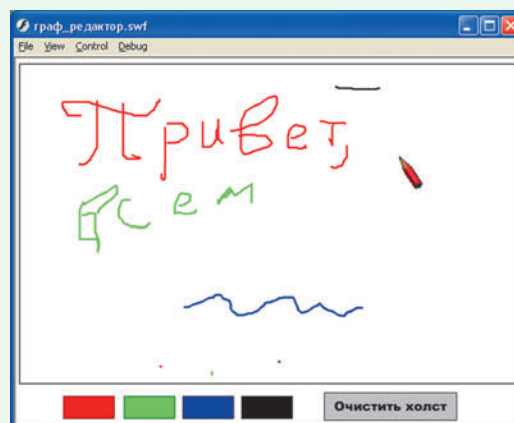 граф_редактор.swf
File View Control Debug
Привет,
всем
Очистить холст